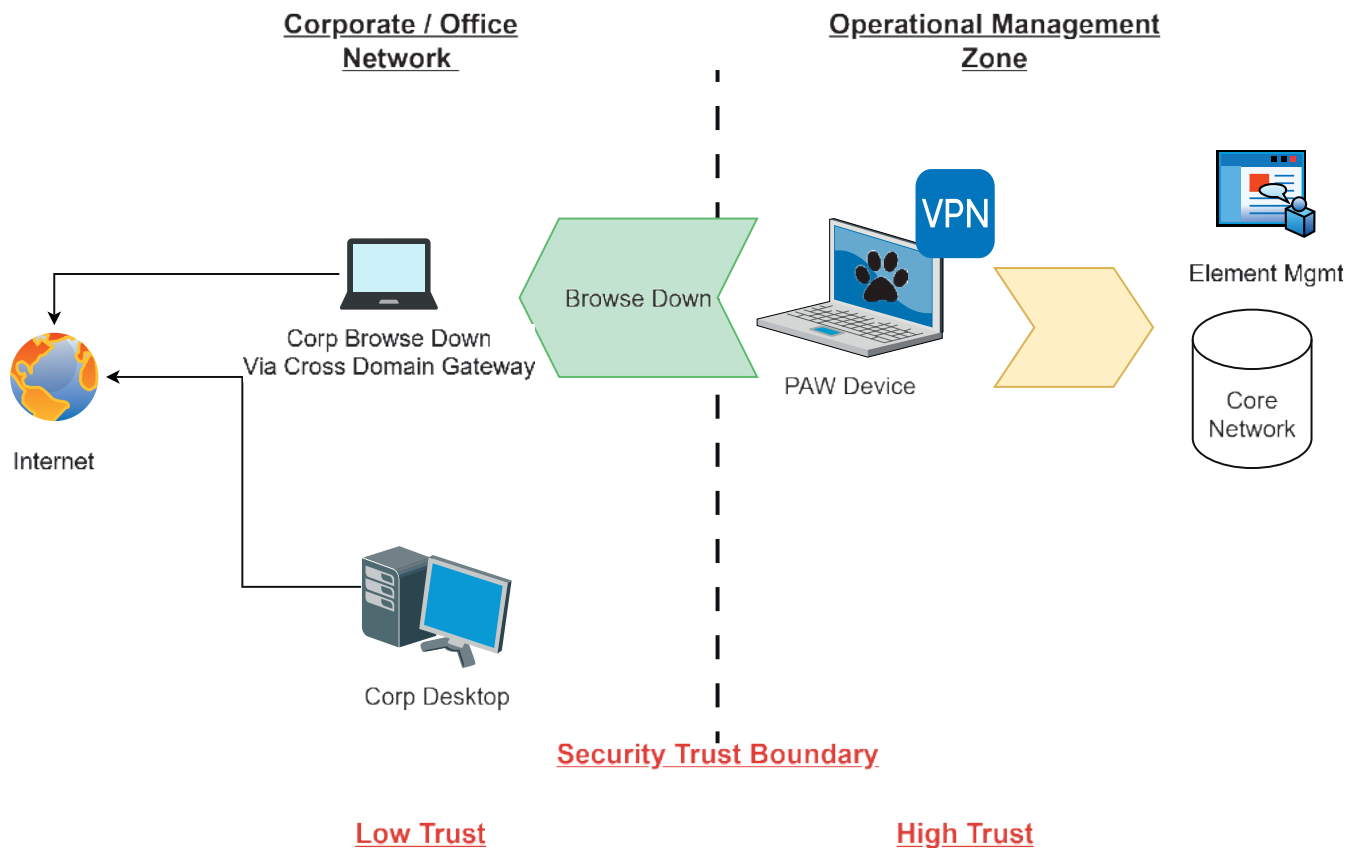 Corporate / Office
Network
Operational Management
Zone
VPN
Element Mgmt
Browse Down
Corp Browse Down
Via Cross Domain Gateway
PAW Device
Core
Network
Internet
Corp Desktop
Security Trust Boundary
Low Trust
High Trust